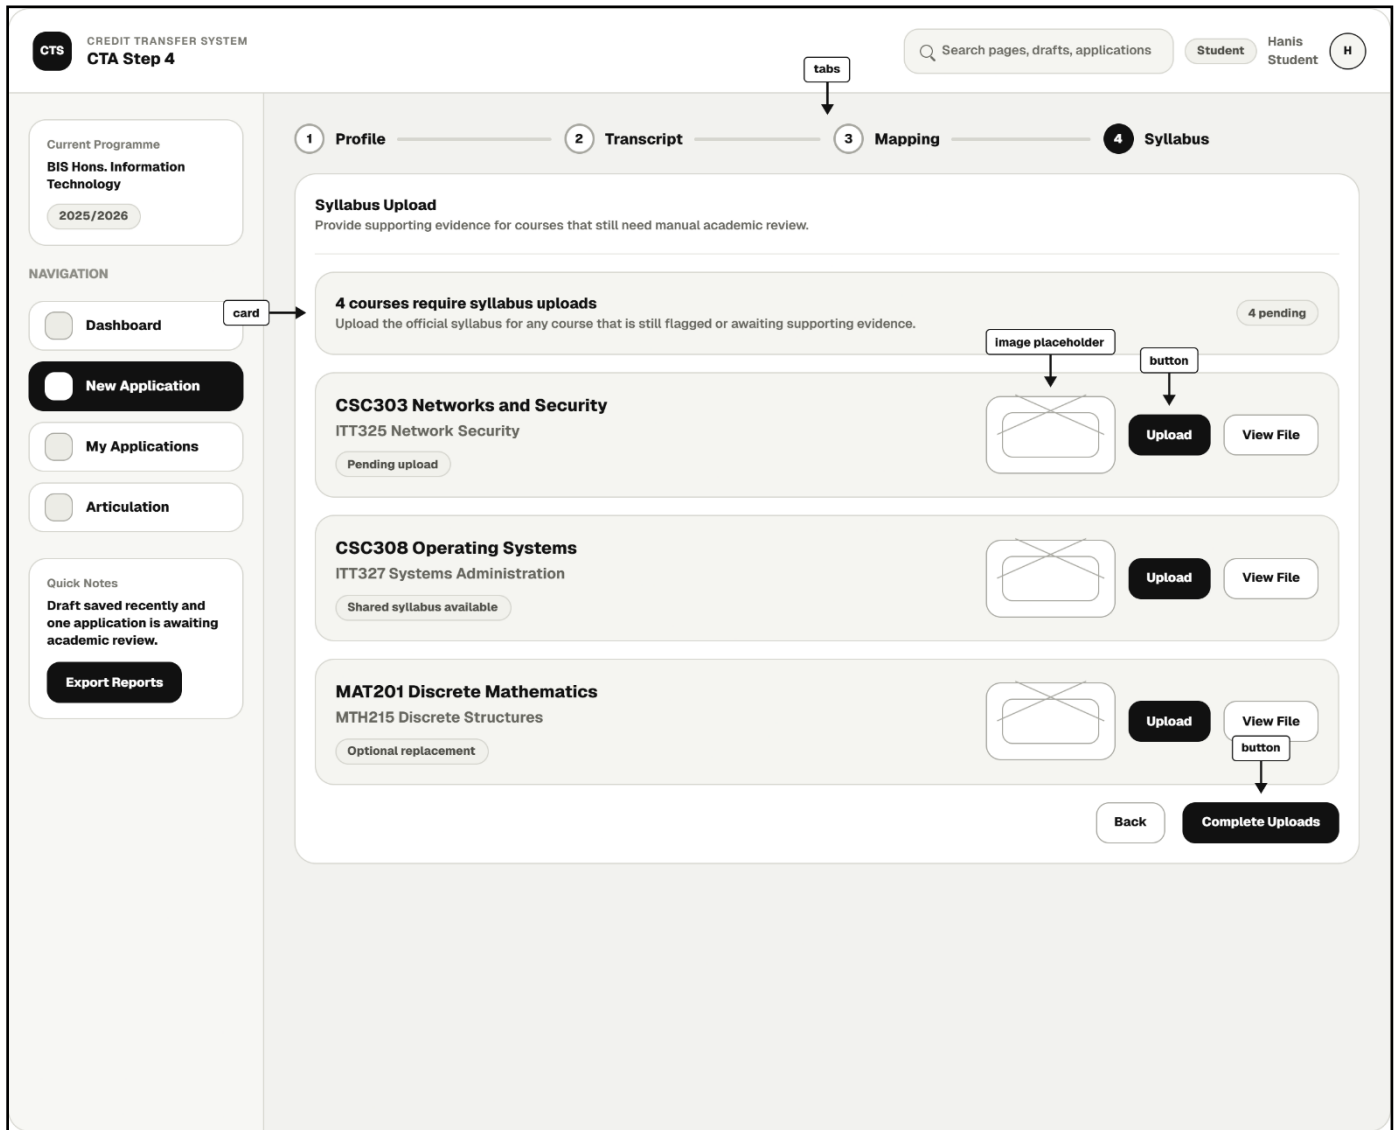 CTS
CREDIT TRANSFER SYSTEM
CTA Step 4
Search pages, drafts, applications
Student
Hanis
Student
H
tabs
Current Programme
BIS Hons. Information
Technology
2025/2026
NAVIGATION
Dashboard
New Application
My Applications
Articulation
Quick Notes
Draft saved recently and
one application is awaiting
academic review.
Export Reports
1 Profile
2 Transcript
3 Mapping
4 Syllabus
Syllabus Upload
Provide supporting evidence for courses that still need manual academic review.
card
4 courses require syllabus uploads
Upload the official syllabus for any course that is still flagged or awaiting supporting evidence.
4 pending
image placeholder
button
CSC303 Networks and Security
ITT325 Network Security
Pending upload
Upload
View File
CSC308 Operating Systems
ITT327 Systems Administration
Shared syllabus available
Upload
View File
MAT201 Discrete Mathematics
MTH215 Discrete Structures
Optional replacement
Upload
View File
button
Back
Complete Uploads